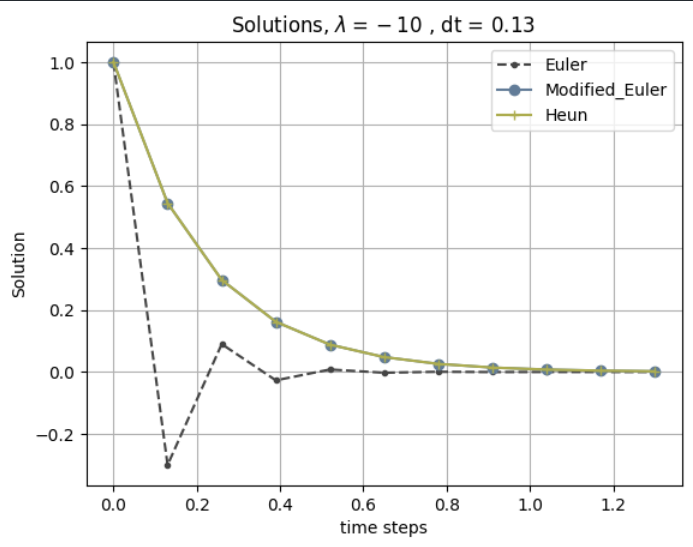 Solutions, λ = − 10 , dt = 0.13
Euler
Modified_Euler
Heun
Solution
1.0
0.8
0.6
0.4
0.2
0.0
−0.2
0.0 0.2 0.4 0.6 0.8 1.0 1.2
time steps